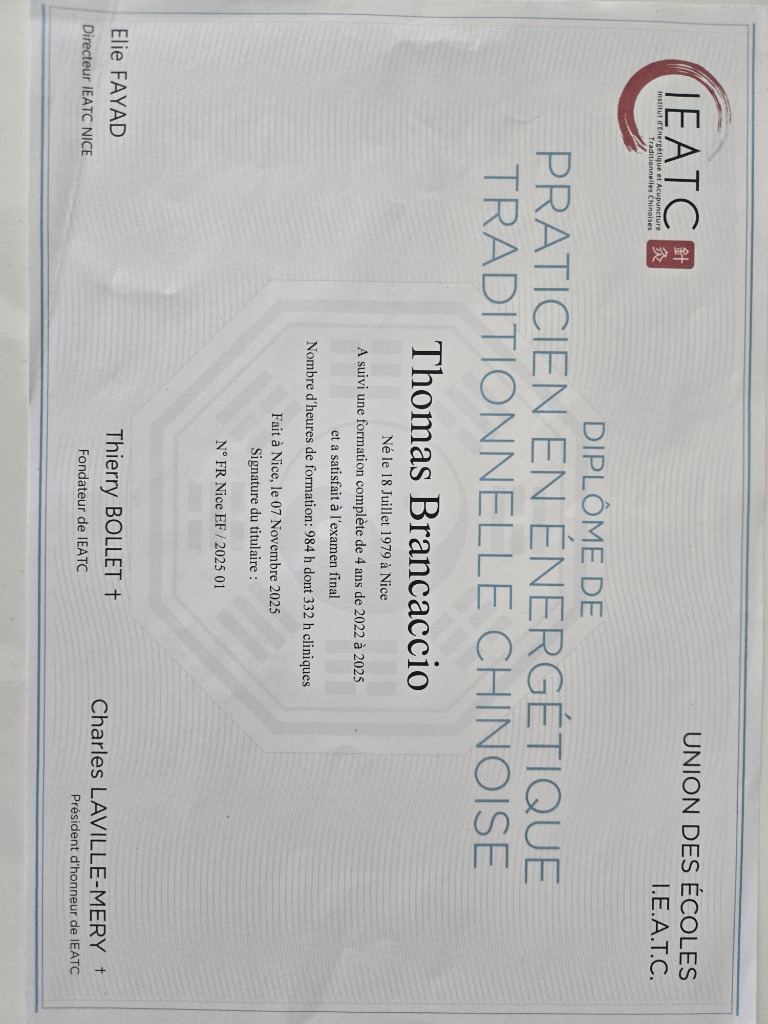 IEATC
Institut d'Énergétique et Acupuncture
Traditionnelles Chinoises
針
灸
UNION DES ÉCOLES
I.E.A.T.C.
DIPLÔME DE
PRATICIEN EN ÉNERGÉTIQUE
TRADITIONNELLE CHINOISE
Thomas Brancaccio
Né le 18 Juillet 1979 à Nice
A suivi une formation complète de 4 ans de 2022 à 2025
et a satisfait à l'examen final
Nombre d'heures de formation: 984 h dont 332 h cliniques
Fait à Nice, le 07 Novembre 2025
Signature du titulaire :
N° FR Nice EF / 2025 01
Elie FAYAD
Directeur IEATC NICE
Thierry BOLLET †
Fondateur de IEATC
Charles LAVILLE-MERY †
Président d'honneur de IEATC